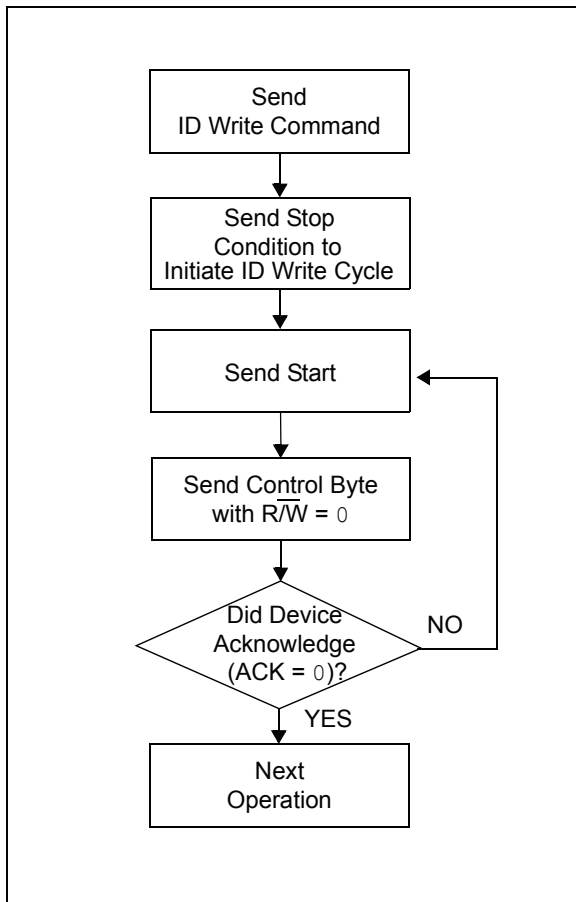 Send
ID Write Command
Send Stop
Condition to
Initiate ID Write Cycle
Send Start
Send Control Byte
with R/W̅ = 0
Did Device
Acknowledge
(ACK = 0)?
NO
YES
Next
Operation